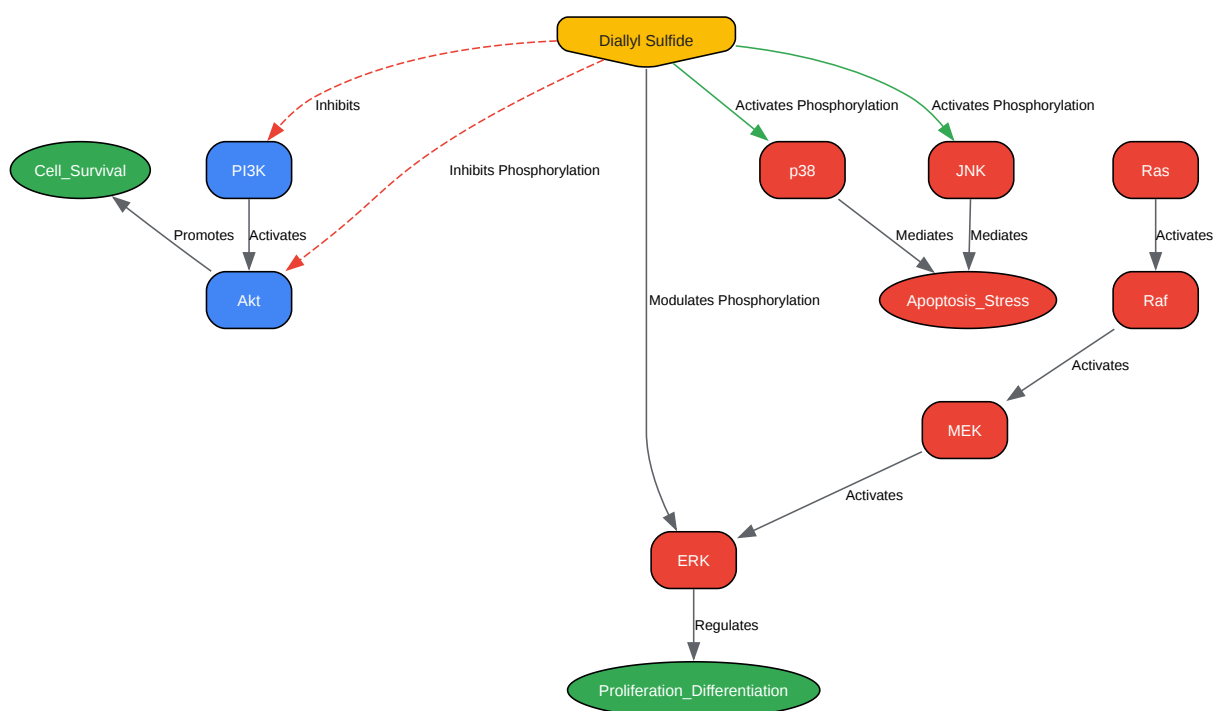 Diallyl Sulfide
Inhibits
Activates Phosphorylation
Activates Phosphorylation
Cell_Survival
PI3K
Inhibits Phosphorylation
p38
JNK
Ras
Promotes
Activates
Mediates
Mediates
Activates
Akt
Modulates Phosphorylation
Apoptosis_Stress
Raf
Activates
MEK
Activates
ERK
Regulates
Proliferation_Differentiation